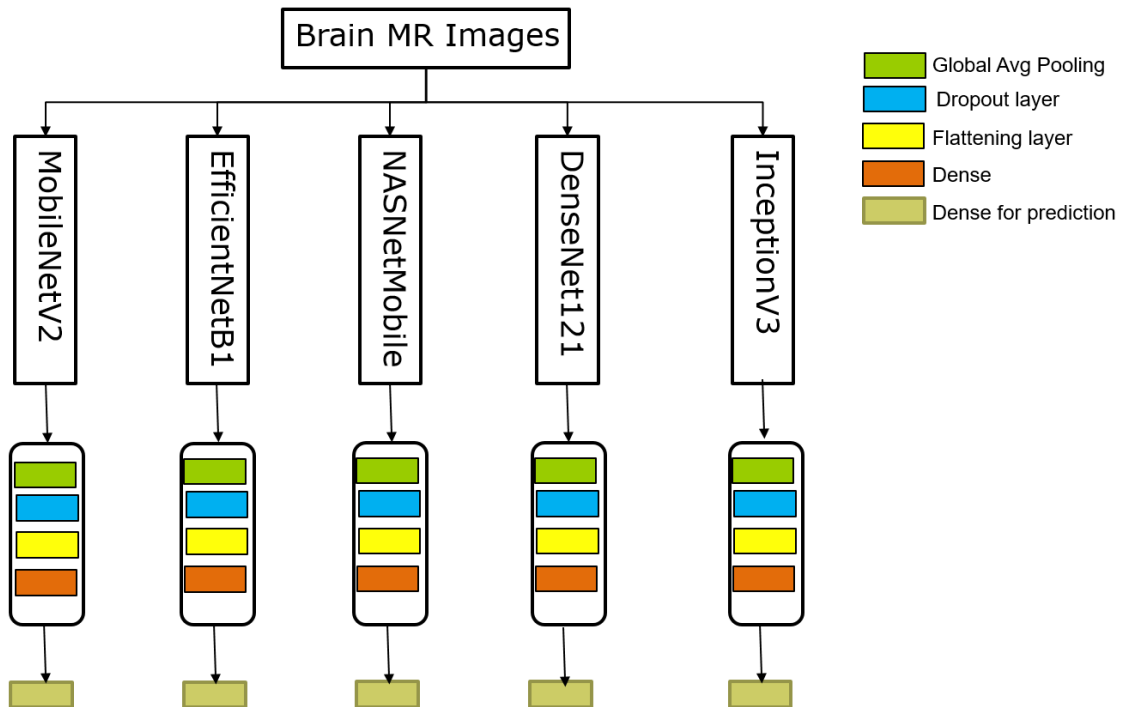 Brain MR Images
Global Avg Pooling
Dropout layer
Flattening layer
Dense
Dense for prediction
MobileNetV2
EfficientNetB1
NASNetMobile
DenseNet121
InceptionV3